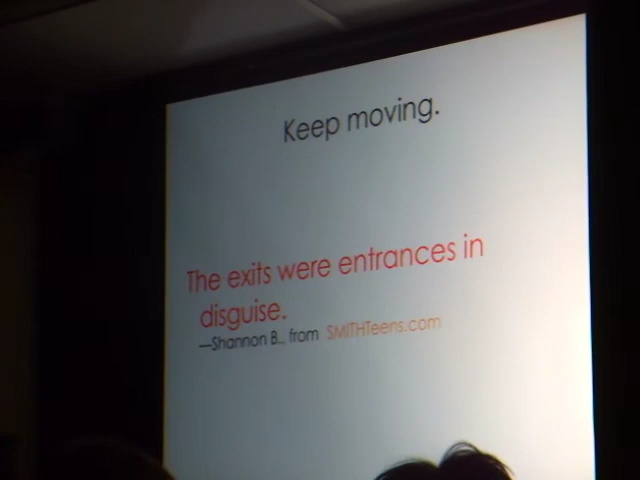 Keep moving.
The exits were entrances in
disguise.
—Shannon B., from SMITHTeens.com